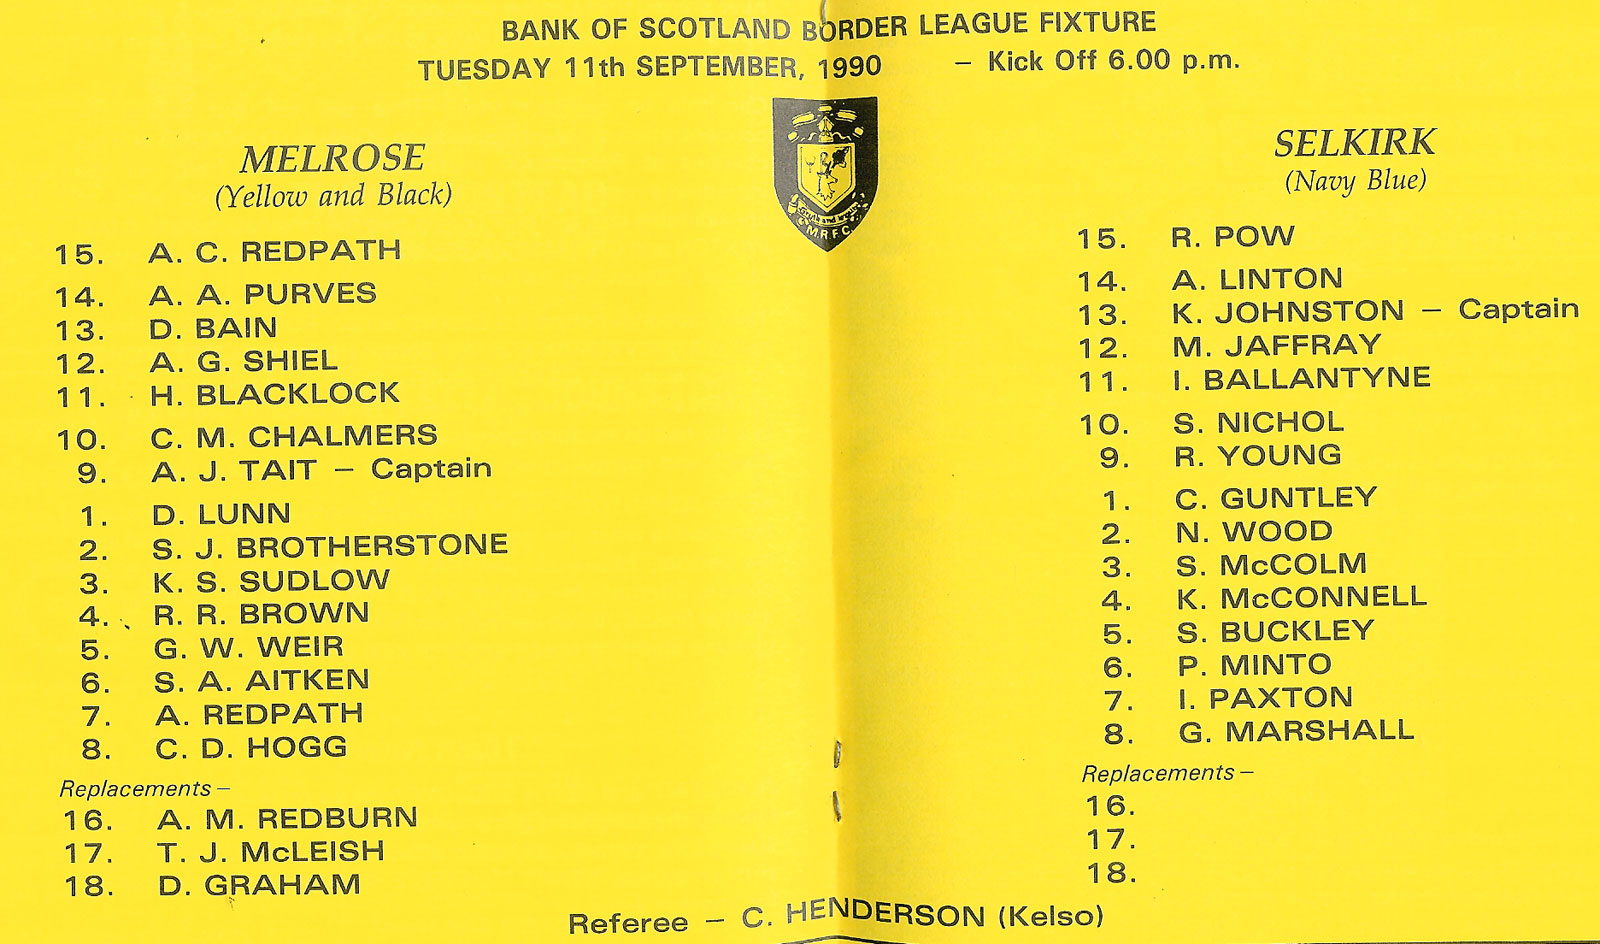 BANK OF SCOTLAND BORDER LEAGUE FIXTURE
TUESDAY 11th SEPTEMBER, 1990 – Kick Off 6.00 p.m.
M.R.F.C.
MELROSE
(Yellow and Black)
15. A. C. REDPATH
14. A. A. PURVES
13. D. BAIN
12. A. G. SHIEL
11. H. BLACKLOCK
10. C. M. CHALMERS
9. A. J. TAIT – Captain
1. D. LUNN
2. S. J. BROTHERSTONE
3. K. S. SUDLOW
4. R. R. BROWN
5. G. W. WEIR
6. S. A. AITKEN
7. A. REDPATH
8. C. D. HOGG
Replacements –
16. A. M. REDBURN
17. T. J. McLEISH
18. D. GRAHAM
SELKIRK
(Navy Blue)
15. R. POW
14. A. LINTON
13. K. JOHNSTON – Captain
12. M. JAFFRAY
11. I. BALLANTYNE
10. S. NICHOL
9. R. YOUNG
1. C. GUNTLEY
2. N. WOOD
3. S. McCOLM
4. K. McCONNELL
5. S. BUCKLEY
6. P. MINTO
7. I. PAXTON
8. G. MARSHALL
Replacements –
16.
17.
18.
Referee – C. HENDERSON (Kelso)